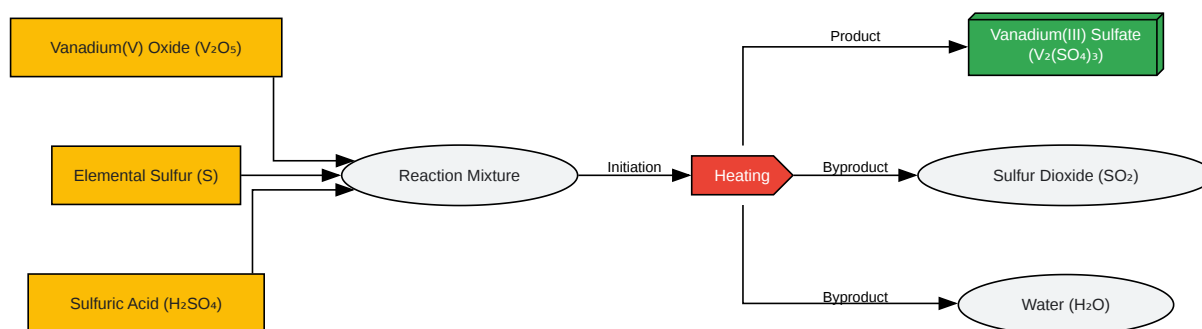 Vanadium(V) Oxide (V₂O₅)
Elemental Sulfur (S)
Sulfuric Acid (H₂SO₄)
Reaction Mixture
Initiation
Heating
Product
Vanadium(III) Sulfate
(V₂(SO₄)₃)
Byproduct
Sulfur Dioxide (SO₂)
Byproduct
Water (H₂O)